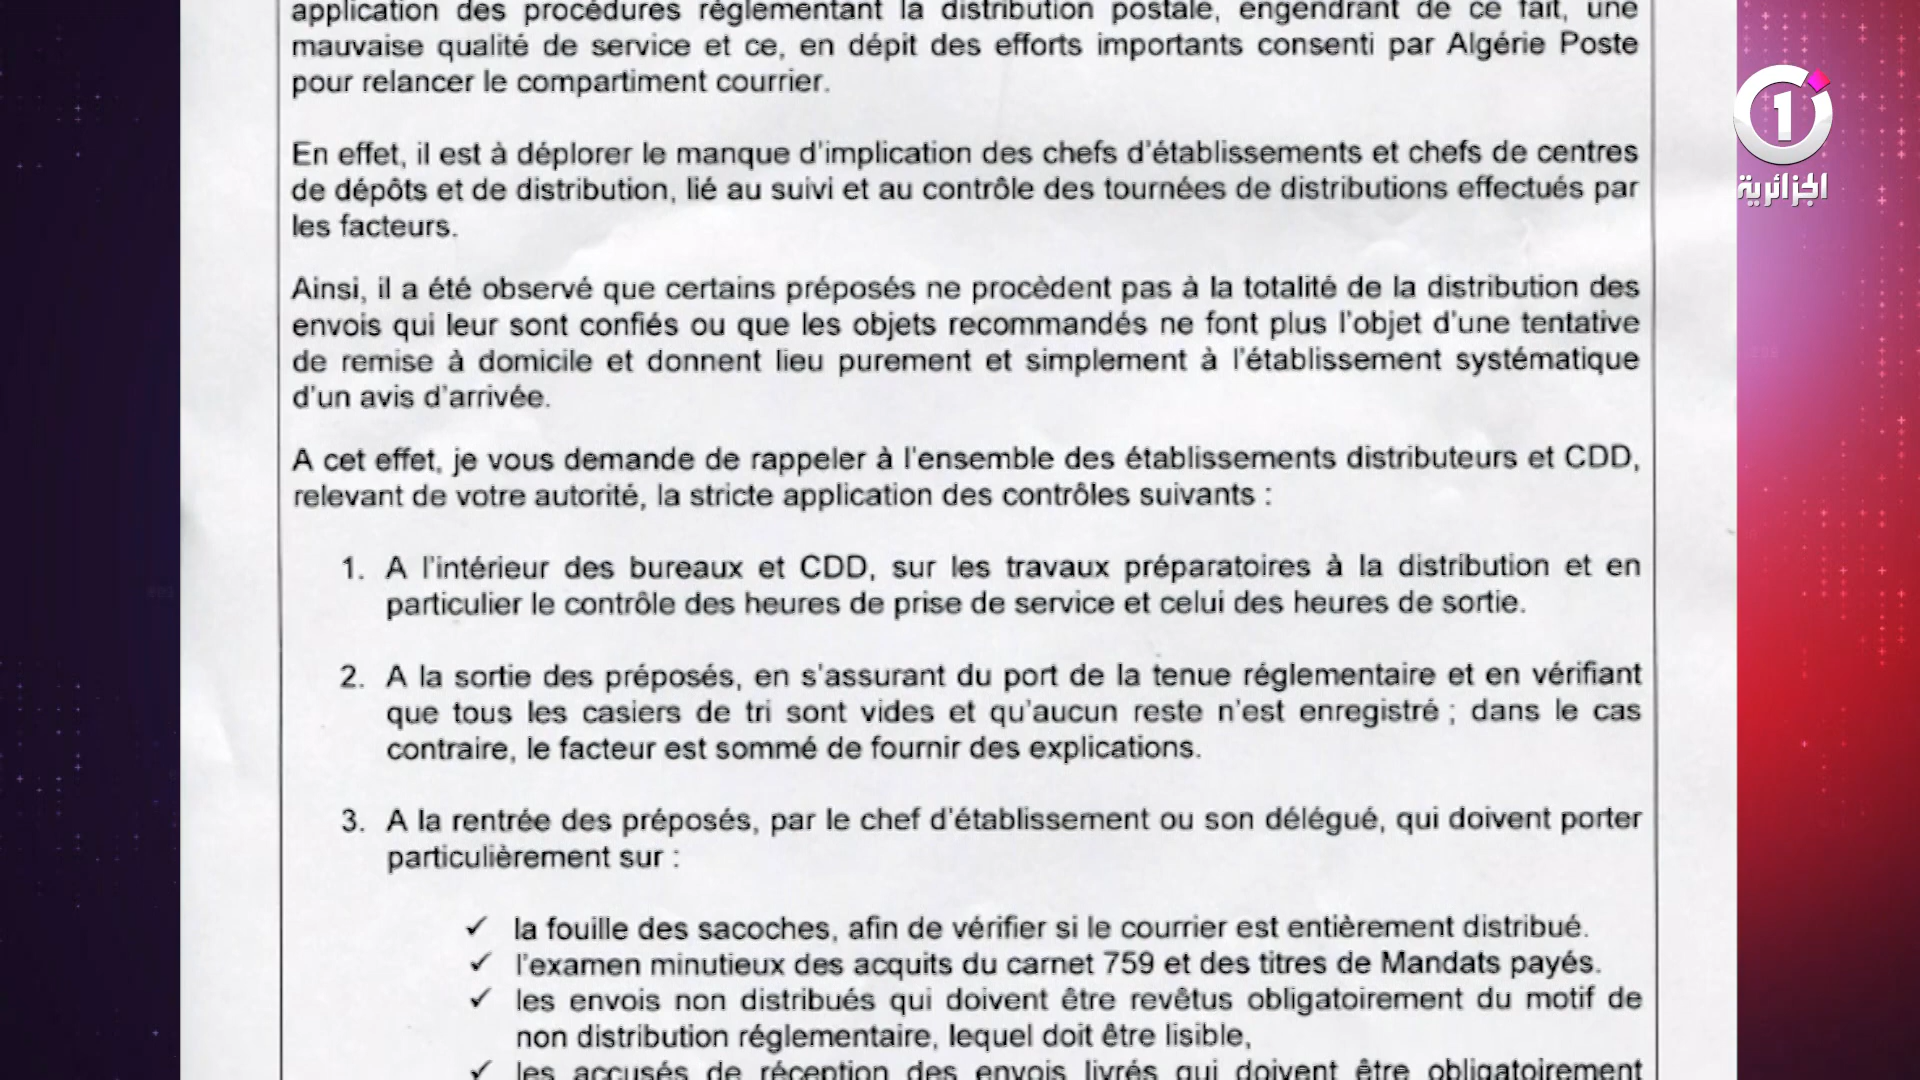 application des procédures réglementant la distribution postale, engendrant de ce fait, une
mauvaise qualité de service et ce, en dépit des efforts importants consenti par Algérie Poste
pour relancer le compartiment courrier.
En effet, il est à déplorer le manque d'implication des chefs d'établissements et chefs de centres
de dépôts et de distribution, lié au suivi et au contrôle des tournées de distributions effectués par
les facteurs.
Ainsi, il a été observé que certains préposés ne procèdent pas à la totalité de la distribution des
envois qui leur sont confiés ou que les objets recommandés ne font plus l'objet d'une tentative
de remise à domicile et donnent lieu purement et simplement à l'établissement systématique
d'un avis d'arrivée.
A cet effet, je vous demande de rappeler à l'ensemble des établissements distributeurs et CDD,
relevant de votre autorité, la stricte application des contrôles suivants :
1. A l'intérieur des bureaux et CDD, sur les travaux préparatoires à la distribution et en
particulier le contrôle des heures de prise de service et celui des heures de sortie.
2. A la sortie des préposés, en s'assurant du port de la tenue réglementaire et en vérifiant
que tous les casiers de tri sont vides et qu'aucun reste n'est enregistré ; dans le cas
contraire, le facteur est sommé de fournir des explications.
3. A la rentrée des préposés, par le chef d'établissement ou son délégué, qui doivent porter
particulièrement sur :
✓ la fouille des sacoches, afin de vérifier si le courrier est entièrement distribué.
✓ l'examen minutieux des acquits du carnet 759 et des titres de Mandats payés.
✓ les envois non distribués qui doivent être revêtus obligatoirement du motif de
non distribution réglementaire, lequel doit être lisible,
✓ les accusés de réception des envois livrés qui doivent être obligatoirement
1
الجزائرية